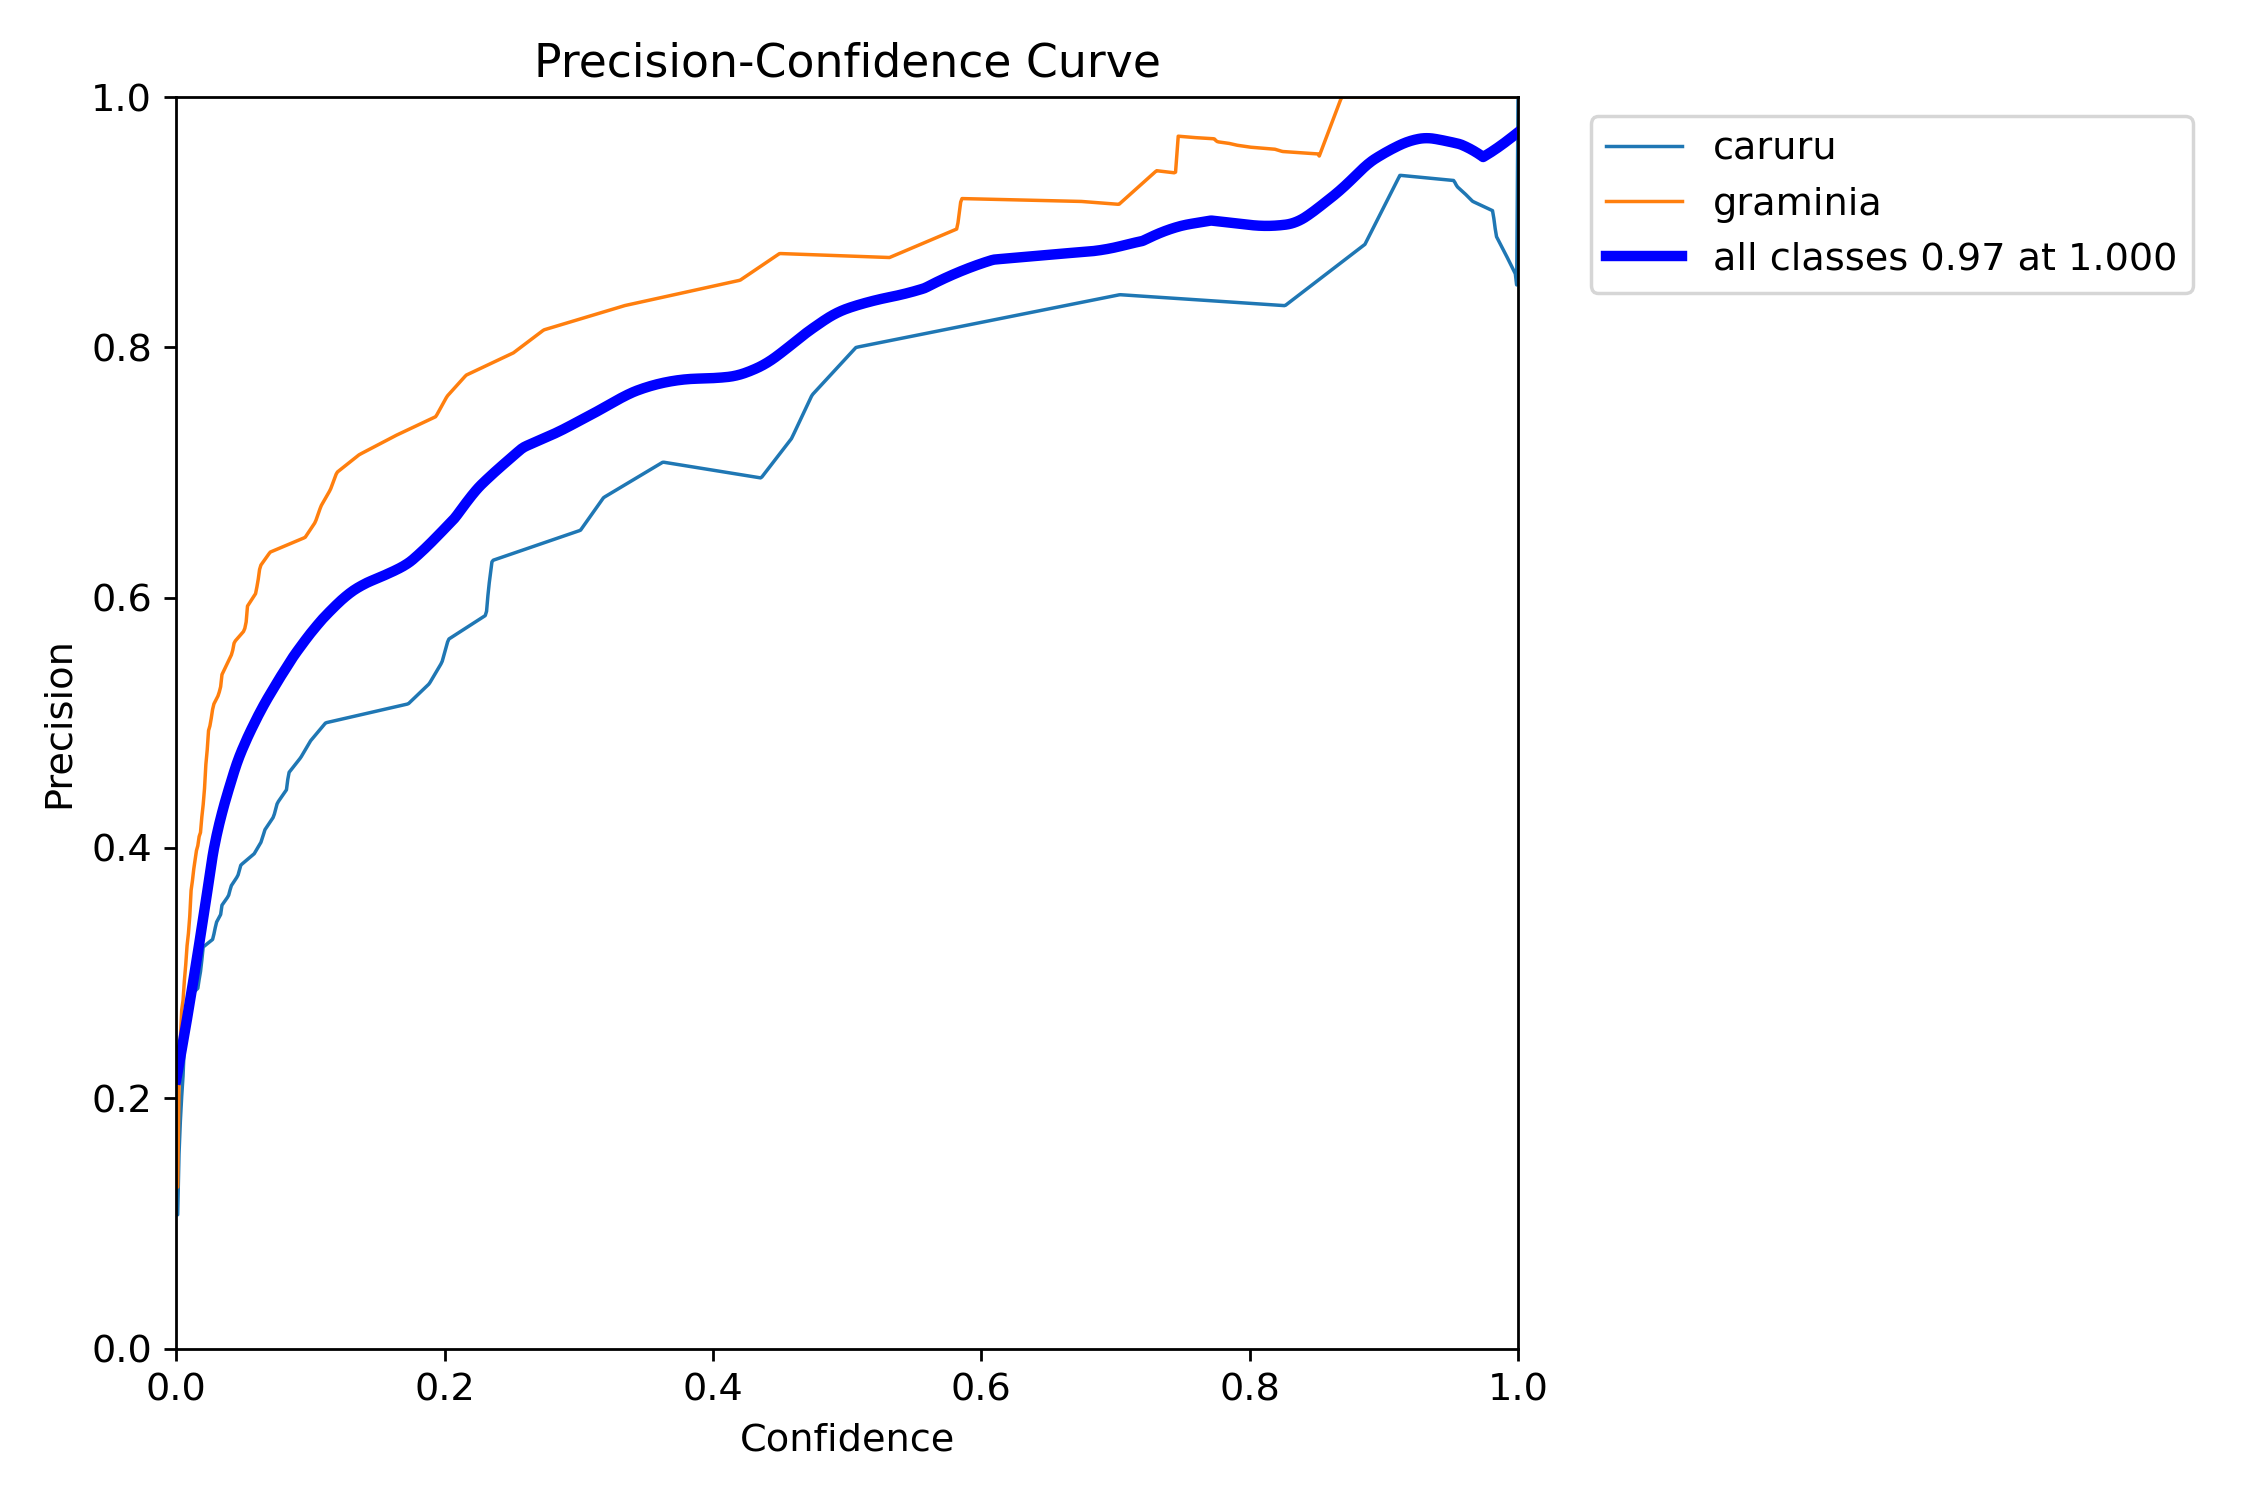 Precision-Confidence Curve
1.0
0.8
0.6
0.4
0.2
0.0
Precision
0.0 0.2 0.4 0.6 0.8 1.0
Confidence
caruru
graminia
all classes 0.97 at 1.000